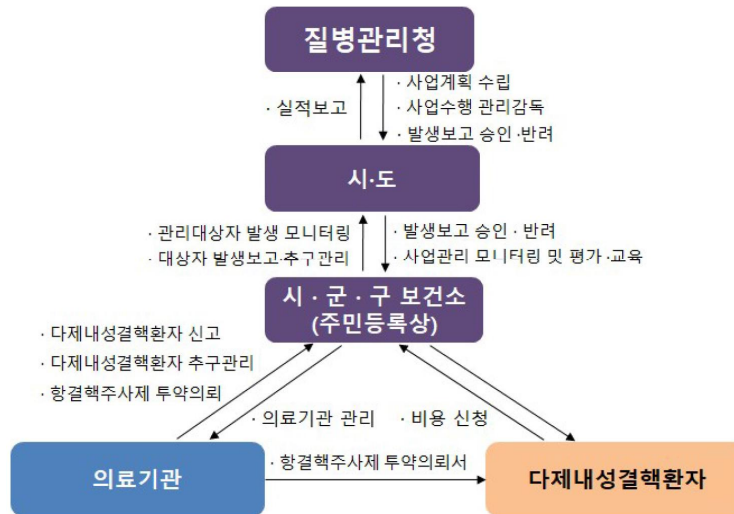 질병관리청
· 실적보고
· 사업계획 수립
· 사업수행 관리감독
· 발생보고 승인 ·반려
시·도
· 관리대상자 발생 모니터링
· 대상자 발생보고·추구관리
· 발생보고 승인 · 반려
· 사업관리 모니터링 및 평가 ·교육
시 · 군 · 구 보건소
(주민등록상)
· 다제내성결핵환자 신고
· 다제내성결핵환자 추구관리
· 항결핵주사제 투약의뢰
· 의료기관 관리
· 비용 신청
의료기관
· 항결핵주사제 투약의뢰서
다제내성결핵환자